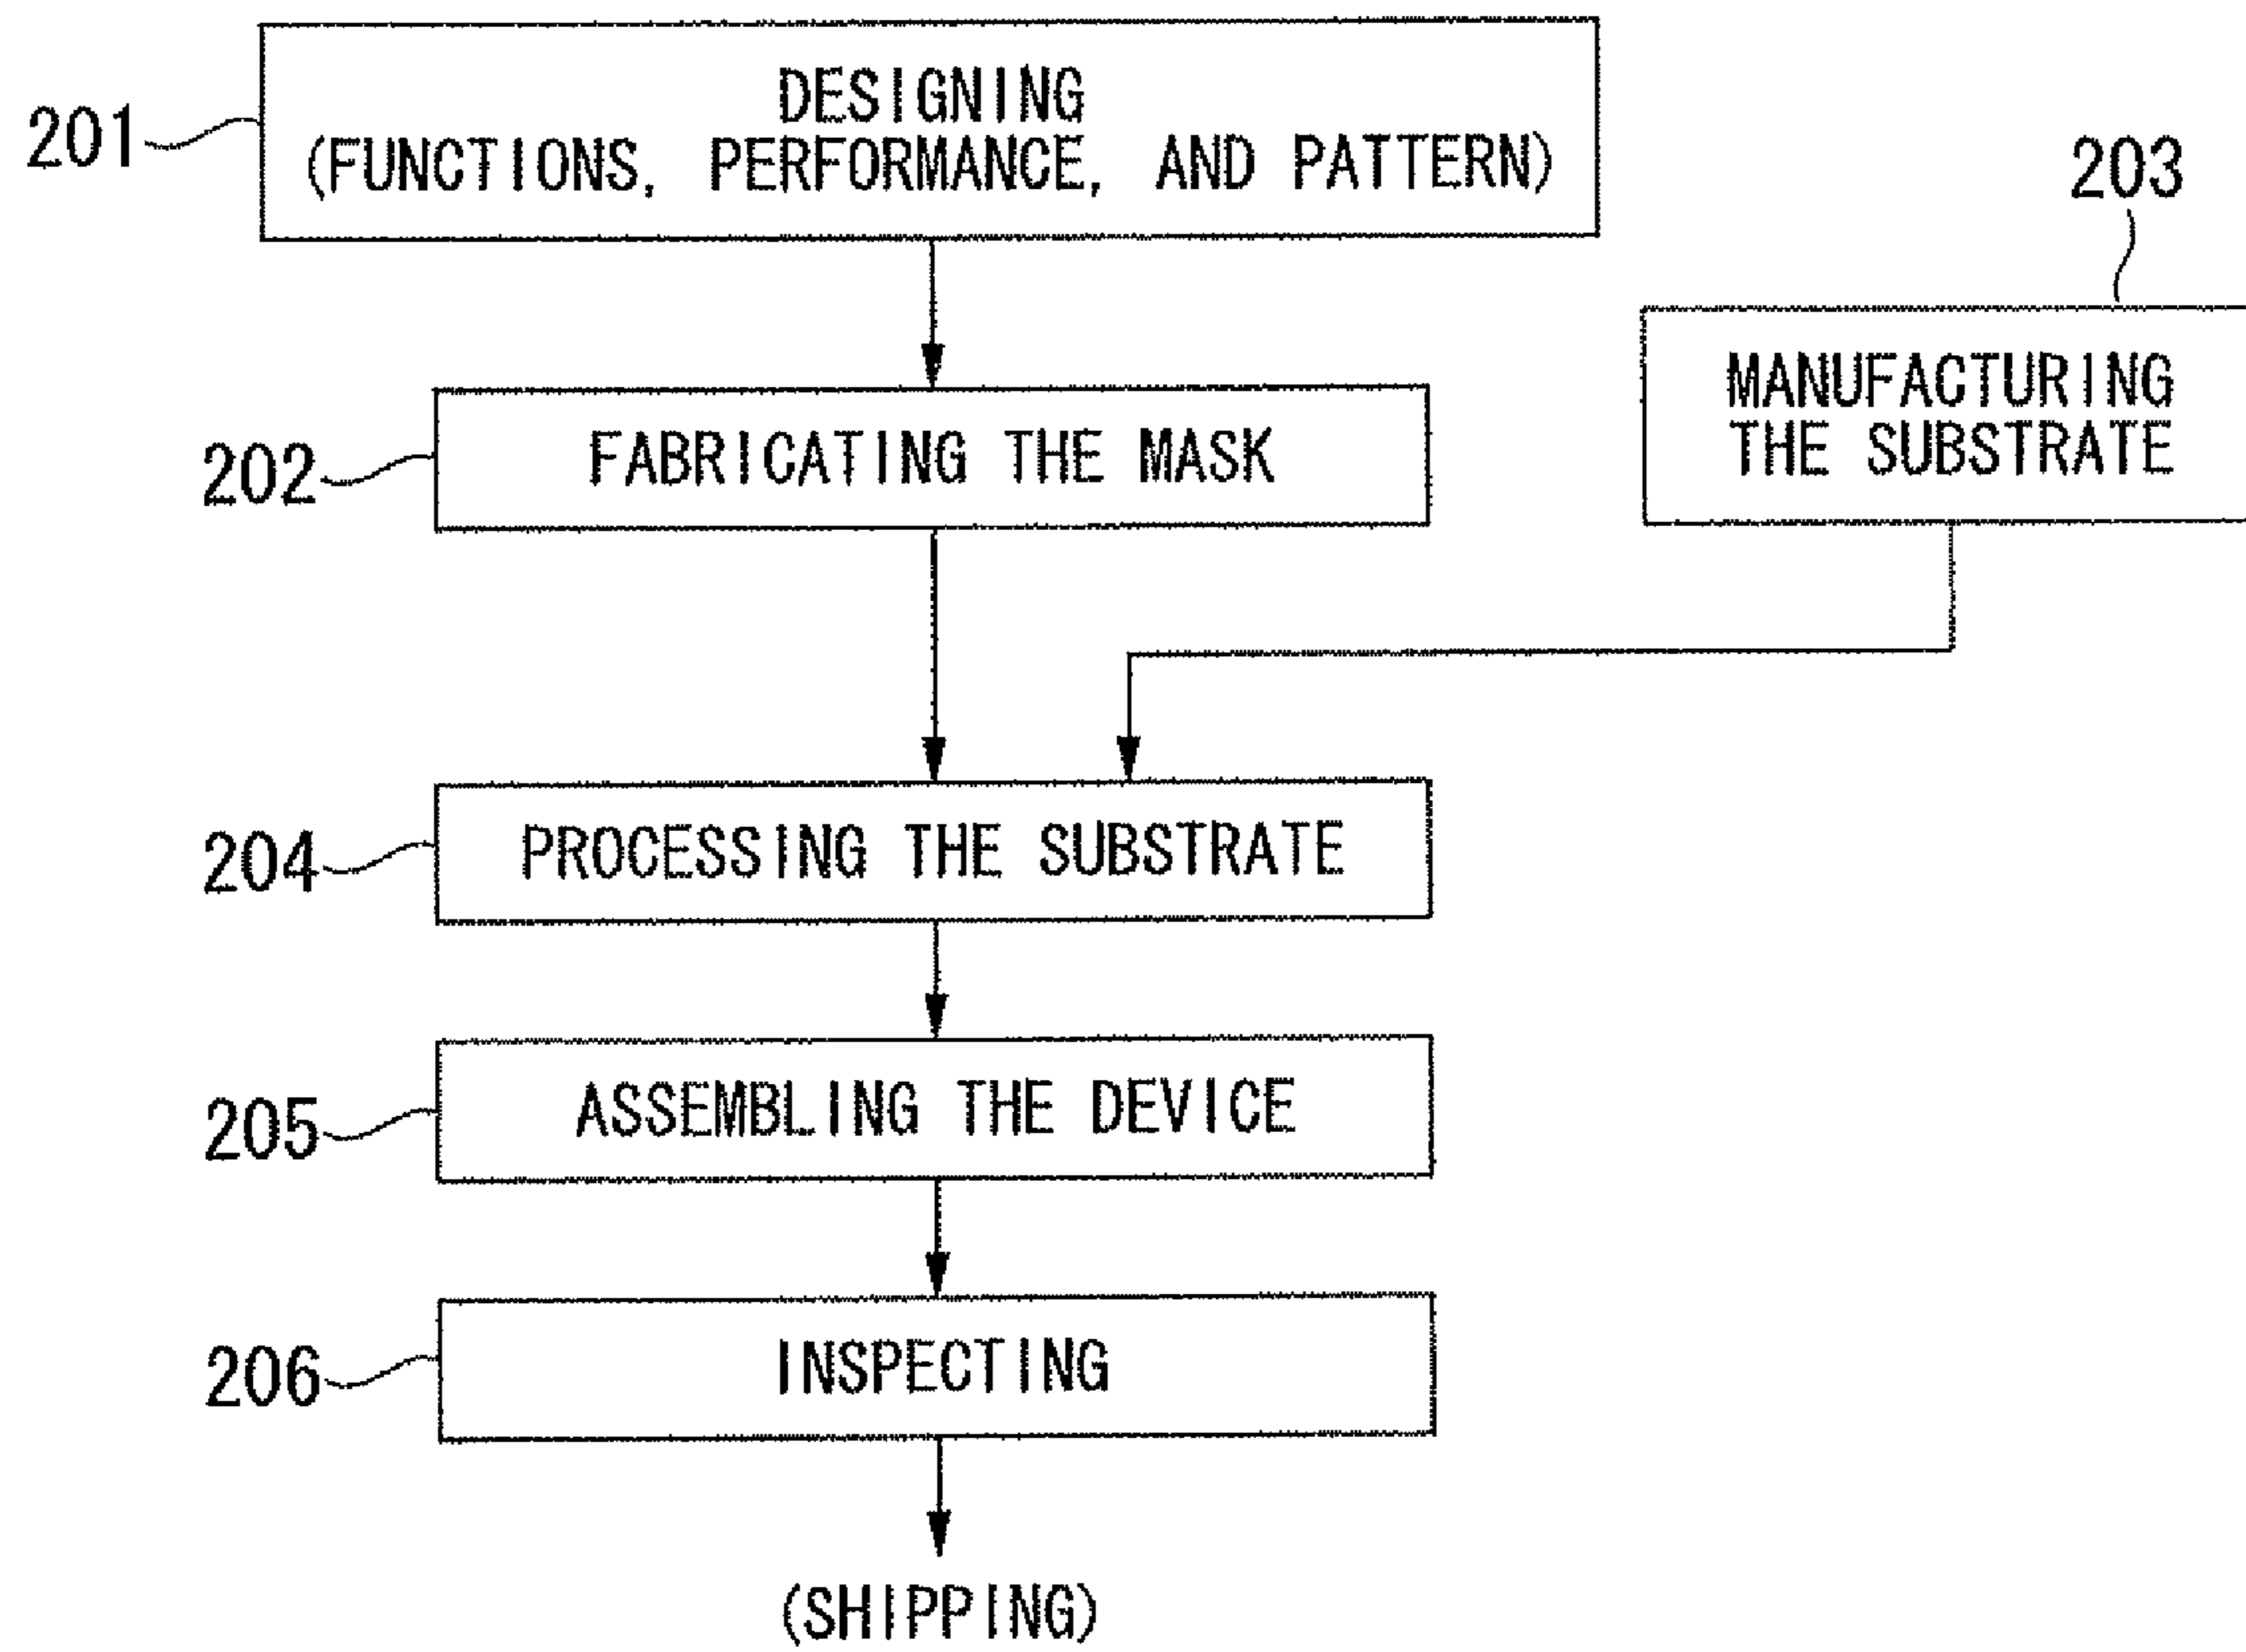 201
DESIGNING
(FUNCTIONS, PERFORMANCE, AND PATTERN)
203
MANUFACTURING
THE SUBSTRATE
202
FABRICATING THE MASK
204
PROCESSING THE SUBSTRATE
205
ASSEMBLING THE DEVICE
206
INSPECTING
(SHIPPING)